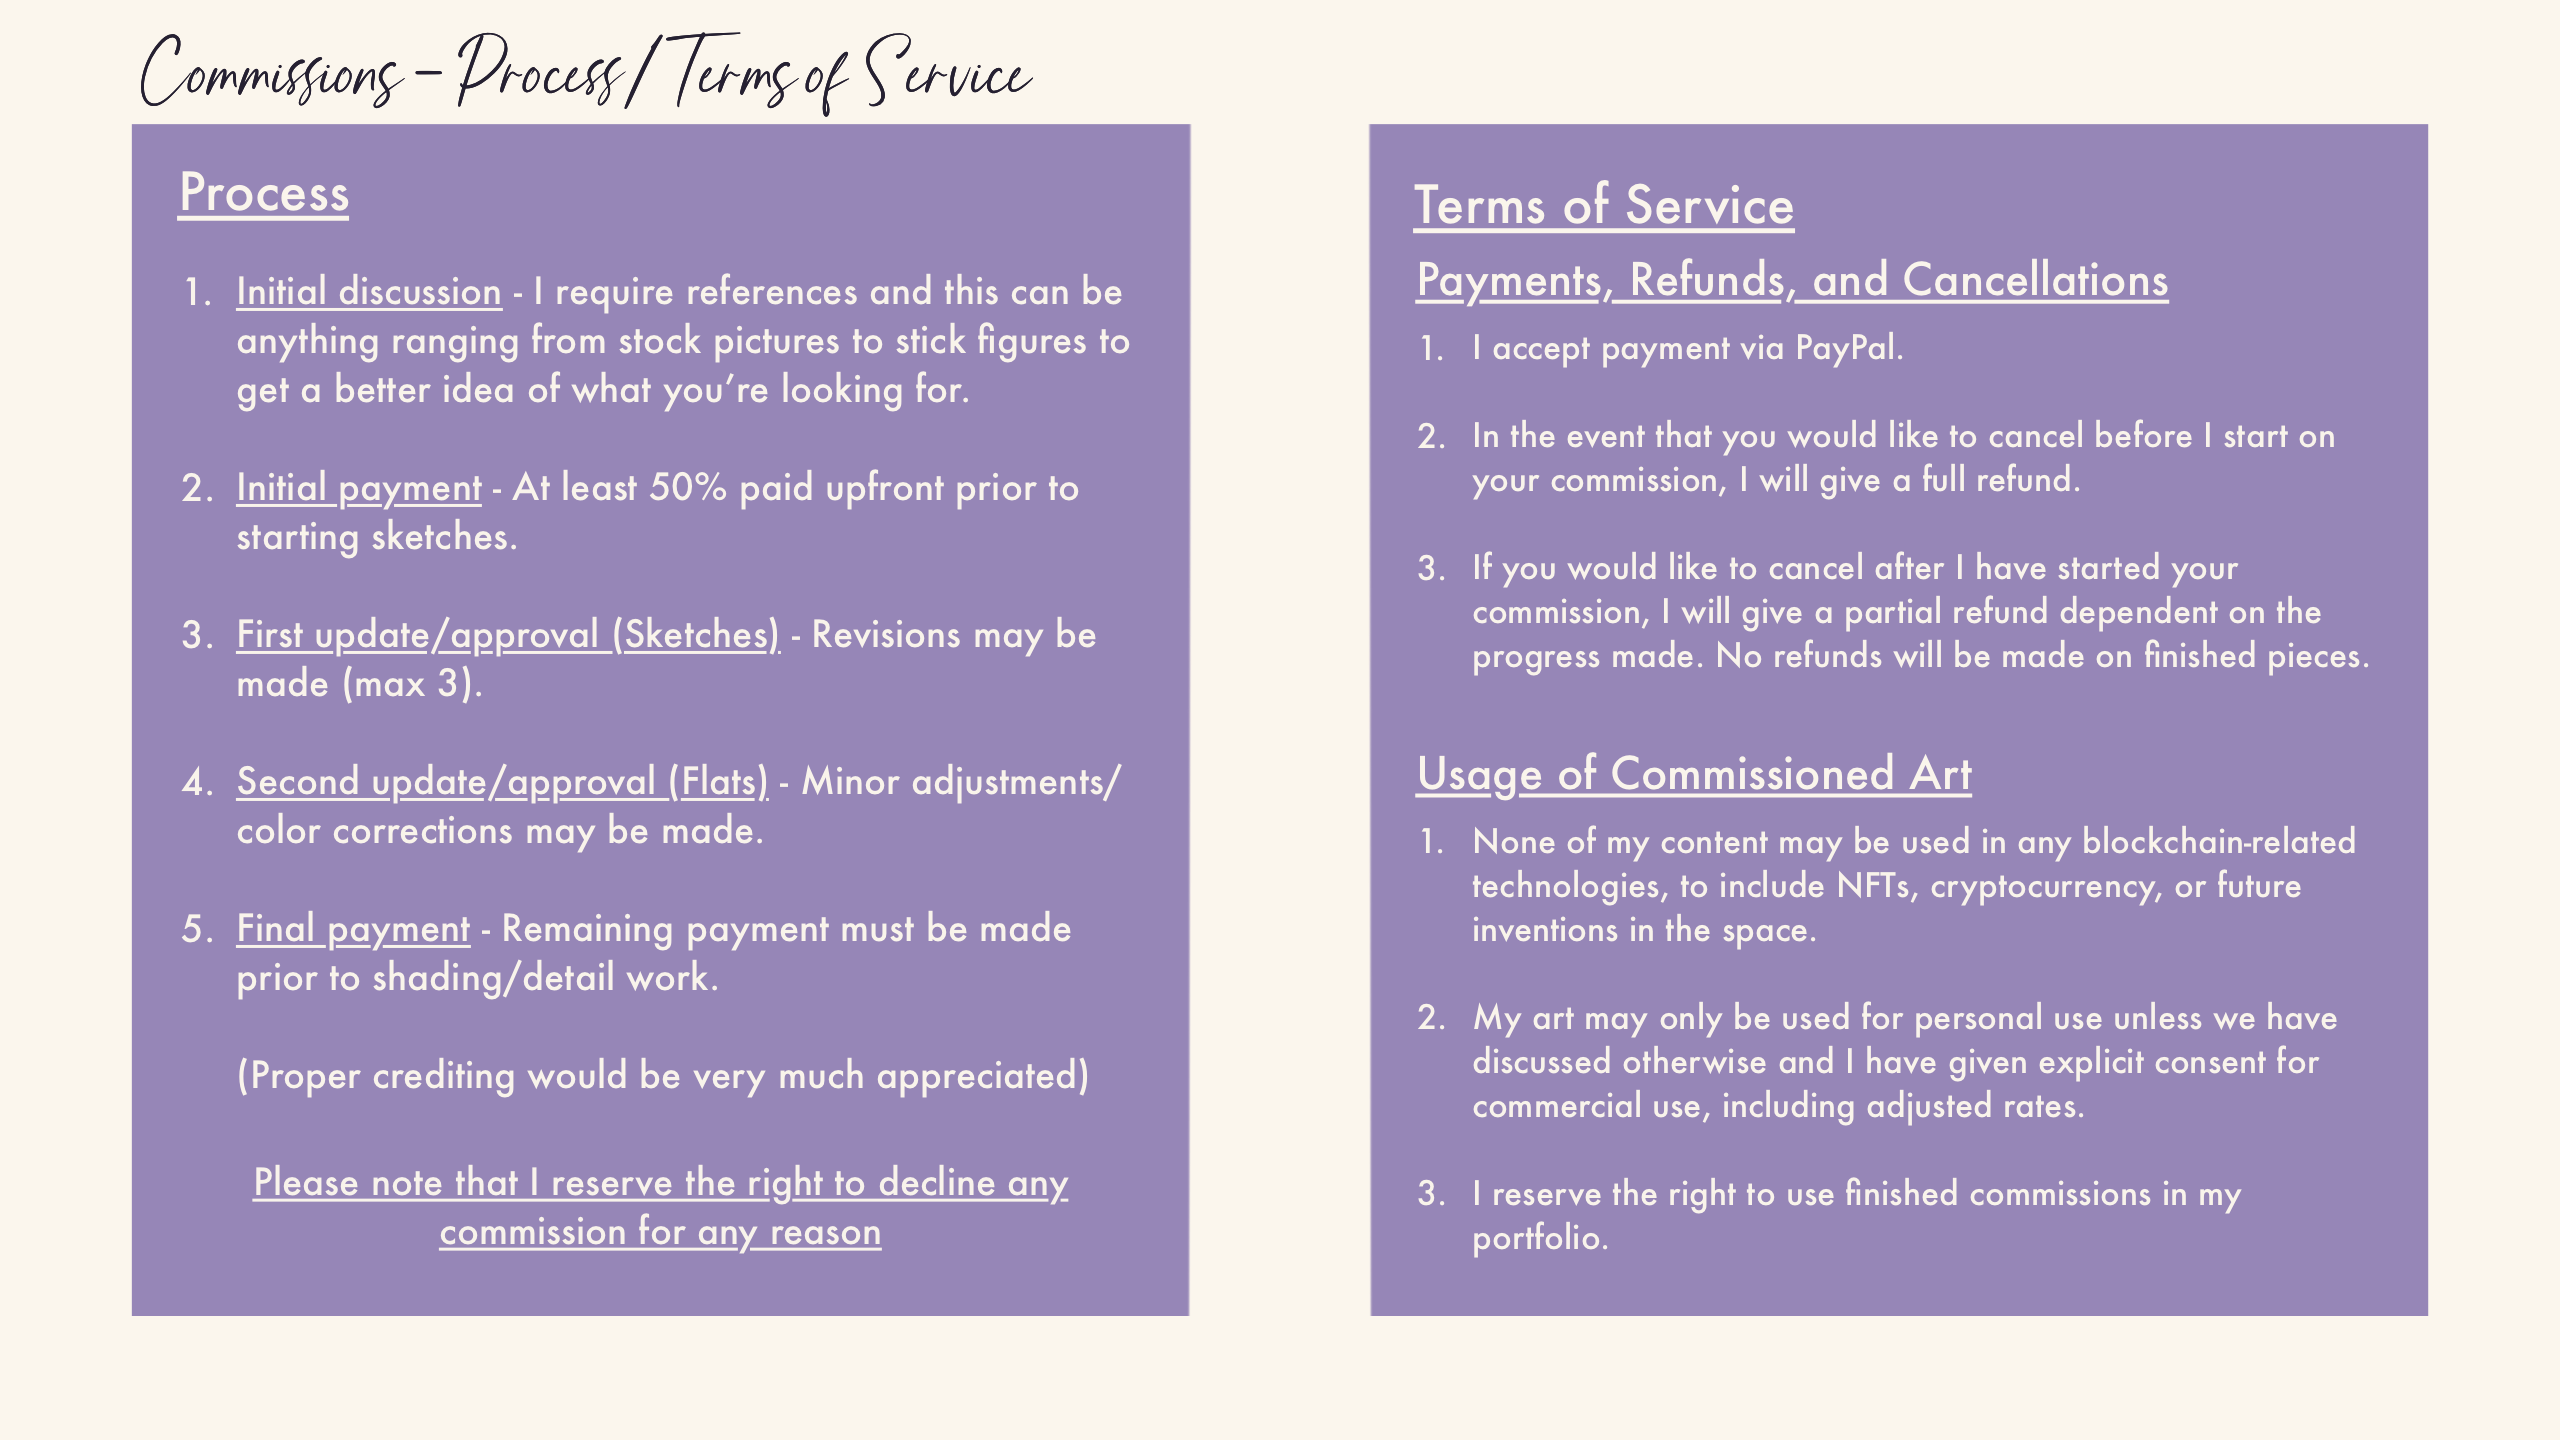 Commissions - Process/Terms of Service
Process
1. Initial discussion - I require references and this can be
anything ranging from stock pictures to stick figures to
get a better idea of what you’re looking for.
2. Initial payment - At least 50% paid upfront prior to
starting sketches.
3. First update/approval (Sketches) - Revisions may be
made (max 3).
4. Second update/approval (Flats) - Minor adjustments/
color corrections may be made.
5. Final payment - Remaining payment must be made
prior to shading/detail work.
(Proper crediting would be very much appreciated)
Please note that I reserve the right to decline any
commission for any reason
Terms of Service
Payments, Refunds, and Cancellations
1. I accept payment via PayPal.
2. In the event that you would like to cancel before I start on
your commission, I will give a full refund.
3. If you would like to cancel after I have started your
commission, I will give a partial refund dependent on the
progress made. No refunds will be made on finished pieces.
Usage of Commissioned Art
1. None of my content may be used in any blockchain-related
technologies, to include NFTs, cryptocurrency, or future
inventions in the space.
2. My art may only be used for personal use unless we have
discussed otherwise and I have given explicit consent for
commercial use, including adjusted rates.
3. I reserve the right to use finished commissions in my
portfolio.